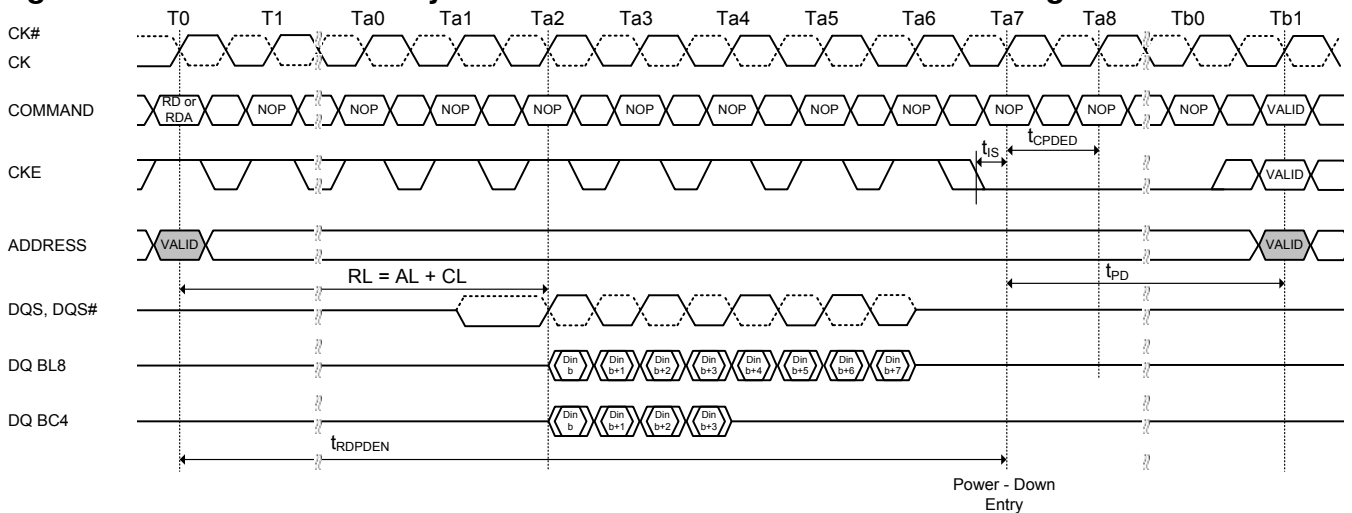 T0 T1 Ta0 Ta1 Ta2 Ta3 Ta4 Ta5 Ta6 Ta7 Ta8 Tb0 Tb1
CK#
CK
COMMAND RD or RDA NOP NOP NOP NOP NOP NOP NOP NOP NOP NOP NOP VALID
tIS tCPDED
CKE VALID
ADDRESS VALID VALID
RL = AL + CL tPD
DQS, DQS#
DQ BL8 Din b Din b+1 Din b+2 Din b+3 Din b+4 Din b+5 Din b+6 Din b+7
DQ BC4 Din b Din b+1 Din b+2 Din b+3
tRDPDEN
Power - Down
Entry